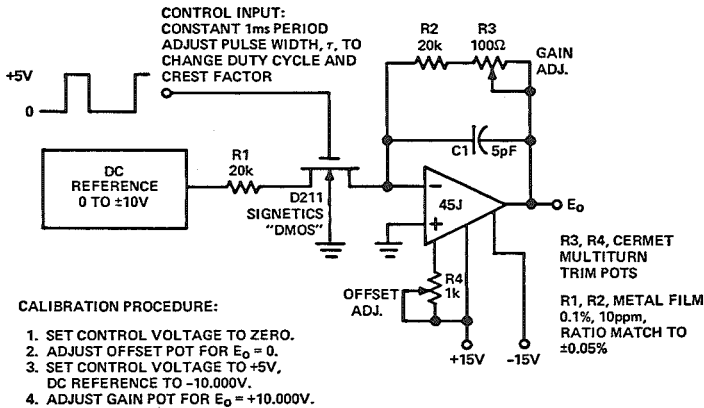 CONTROL INPUT:
CONSTANT 1ms PERIOD
ADJUST PULSE WIDTH, τ, TO
CHANGE DUTY CYCLE AND
CREST FACTOR
+5V
0
R2
20k
R3
100Ω
GAIN
ADJ.
C1
5pF
DC
REFERENCE
0 TO ±10V
R1
20k
D211
SIGNETICS
"DMOS"
−
+
45J
Eo
R4
1k
OFFSET
ADJ.
+15V
−15V
R3, R4, CERMET
MULTITURN
TRIM POTS
R1, R2, METAL FILM
0.1%, 10ppm,
RATIO MATCH TO
±0.05%
CALIBRATION PROCEDURE:
1. SET CONTROL VOLTAGE TO ZERO.
2. ADJUST OFFSET POT FOR Eo = 0.
3. SET CONTROL VOLTAGE TO +5V,
DC REFERENCE TO −10.000V.
4. ADJUST GAIN POT FOR Eo = +10.000V.